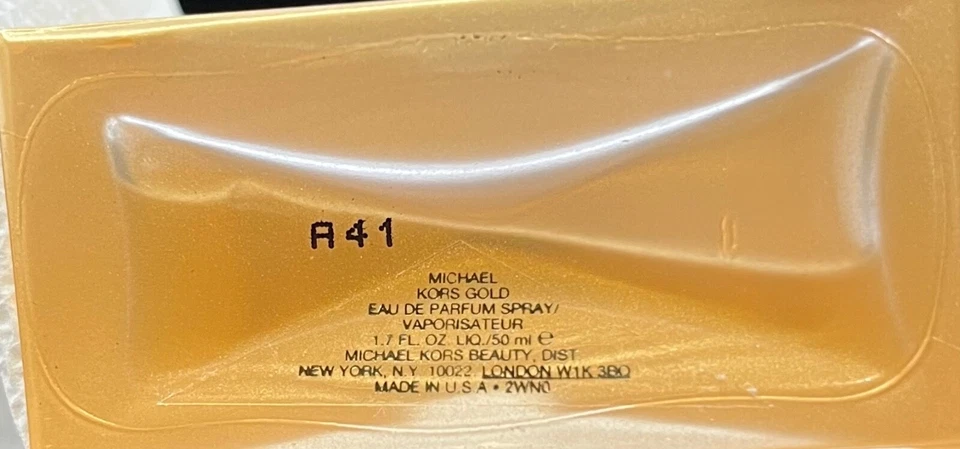 A41
MICHAEL
KORS GOLD
EAU DE PARFUM SPRAY/
VAPORISATEUR
1.7 FL. OZ. LIQ./50 ml ℮
MICHAEL KORS BEAUTY, DIST.
NEW YORK, N.Y. 10022, LONDON W1K 3BQ
MADE IN U.S.A • 2WN0